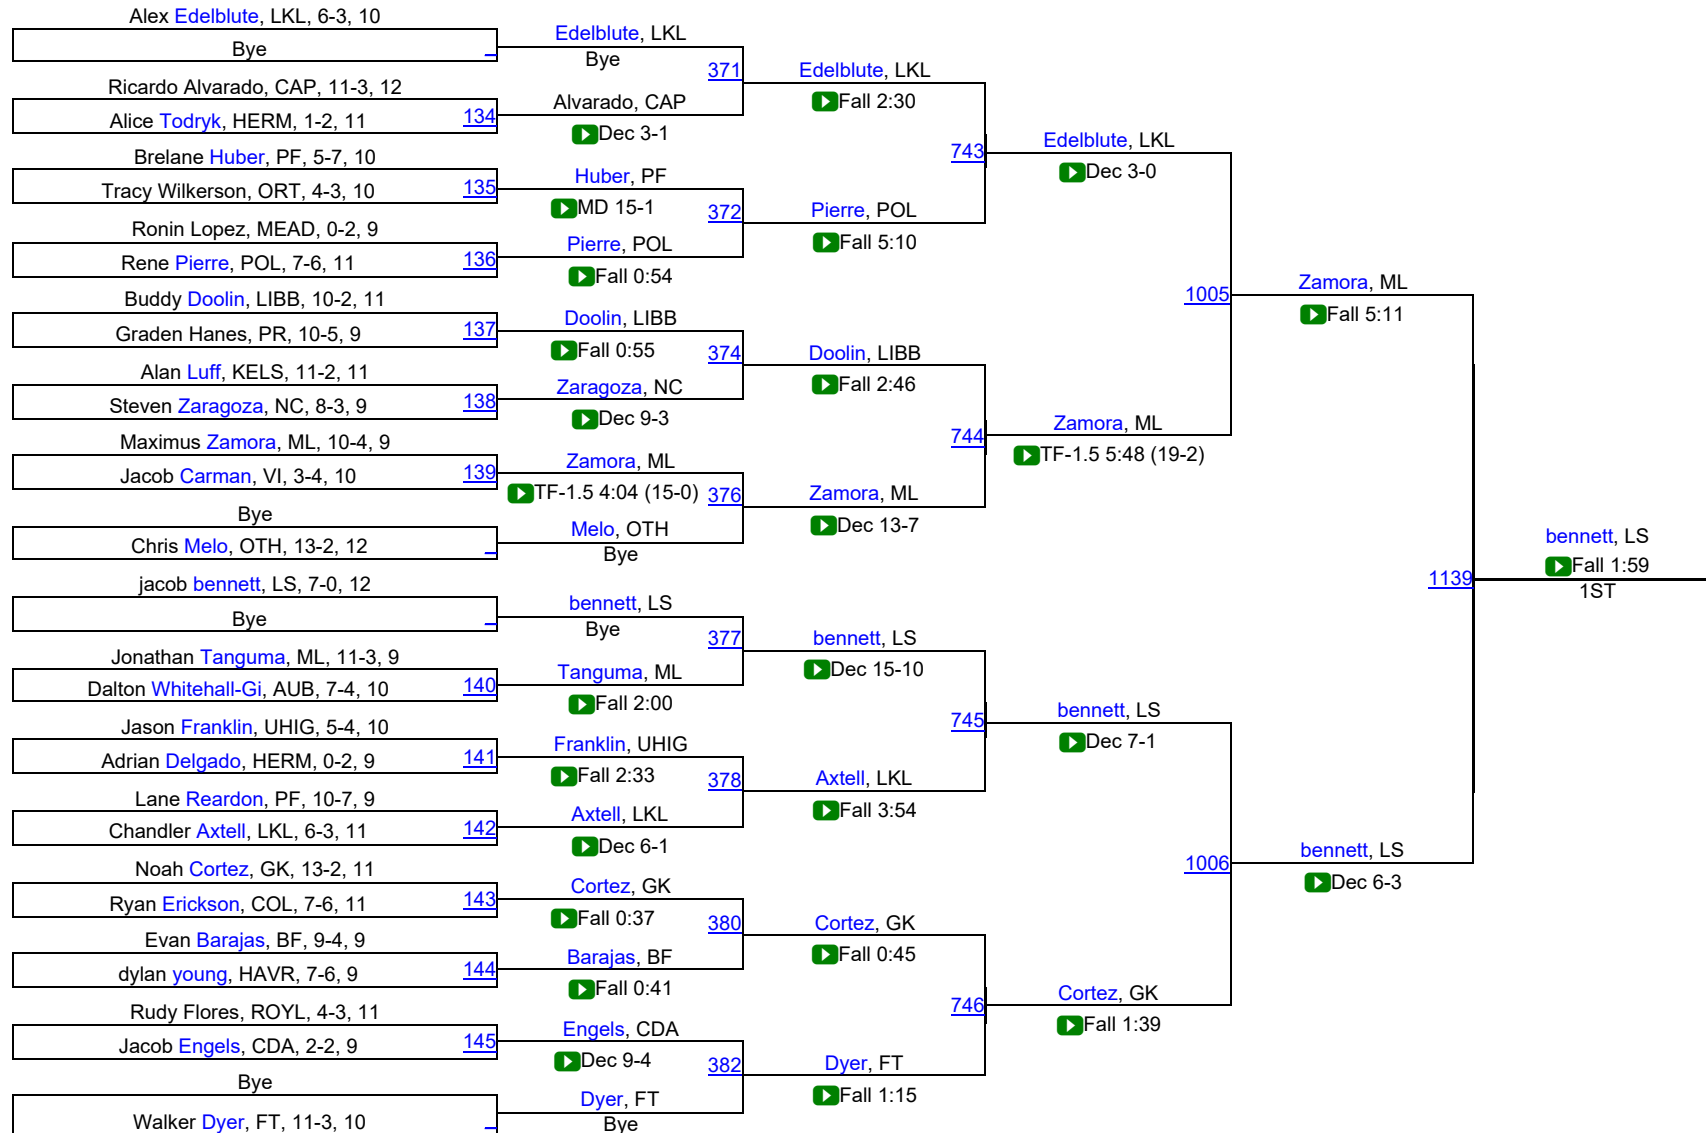 Alex Edelblute, LKL, 6-3, 10
Bye
Ricardo Alvarado, CAP, 11-3, 12
Alice Todryk, HERM, 1-2, 11
134
Brelane Huber, PF, 5-7, 10
Tracy Wilkerson, ORT, 4-3, 10
135
Ronin Lopez, MEAD, 0-2, 9
Rene Pierre, POL, 7-6, 11
136
Buddy Doolin, LIBB, 10-2, 11
Graden Hanes, PR, 10-5, 9
137
Alan Luff, KELS, 11-2, 11
Steven Zaragoza, NC, 8-3, 9
138
Maximus Zamora, ML, 10-4, 9
Jacob Carman, VI, 3-4, 10
139
Bye
Chris Melo, OTH, 13-2, 12
jacob bennett, LS, 7-0, 12
Bye
Jonathan Tanguma, ML, 11-3, 9
Dalton Whitehall-Gi, AUB, 7-4, 10
140
Jason Franklin, UHIG, 5-4, 10
Adrian Delgado, HERM, 0-2, 9
141
Lane Reardon, PF, 10-7, 9
Chandler Axtell, LKL, 6-3, 11
142
Noah Cortez, GK, 13-2, 11
Ryan Erickson, COL, 7-6, 11
143
Evan Barajas, BF, 9-4, 9
dylan young, HAVR, 7-6, 9
144
Rudy Flores, ROYL, 4-3, 11
Jacob Engels, CDA, 2-2, 9
145
Bye
Walker Dyer, FT, 11-3, 10
Edelblute, LKL
Bye
371
Alvarado, CAP
Dec 3-1
Huber, PF
MD 15-1
372
Pierre, POL
Fall 0:54
Doolin, LIBB
Fall 0:55
374
Zaragoza, NC
Dec 9-3
Zamora, ML
TF-1.5 4:04 (15-0)
376
Melo, OTH
Bye
bennett, LS
Bye
377
Tanguma, ML
Fall 2:00
Franklin, UHIG
Fall 2:33
378
Axtell, LKL
Dec 6-1
Cortez, GK
Fall 0:37
380
Barajas, BF
Fall 0:41
Engels, CDA
Dec 9-4
382
Dyer, FT
Bye
Edelblute, LKL
Fall 2:30
743
Pierre, POL
Fall 5:10
Doolin, LIBB
Fall 2:46
744
Zamora, ML
Dec 13-7
bennett, LS
Dec 15-10
745
Axtell, LKL
Fall 3:54
Cortez, GK
Fall 0:45
746
Dyer, FT
Fall 1:15
Edelblute, LKL
Dec 3-0
1005
Zamora, ML
TF-1.5 5:48 (19-2)
bennett, LS
Dec 7-1
1006
Cortez, GK
Fall 1:39
Zamora, ML
Fall 5:11
1139
bennett, LS
Dec 6-3
bennett, LS
Fall 1:59
1ST